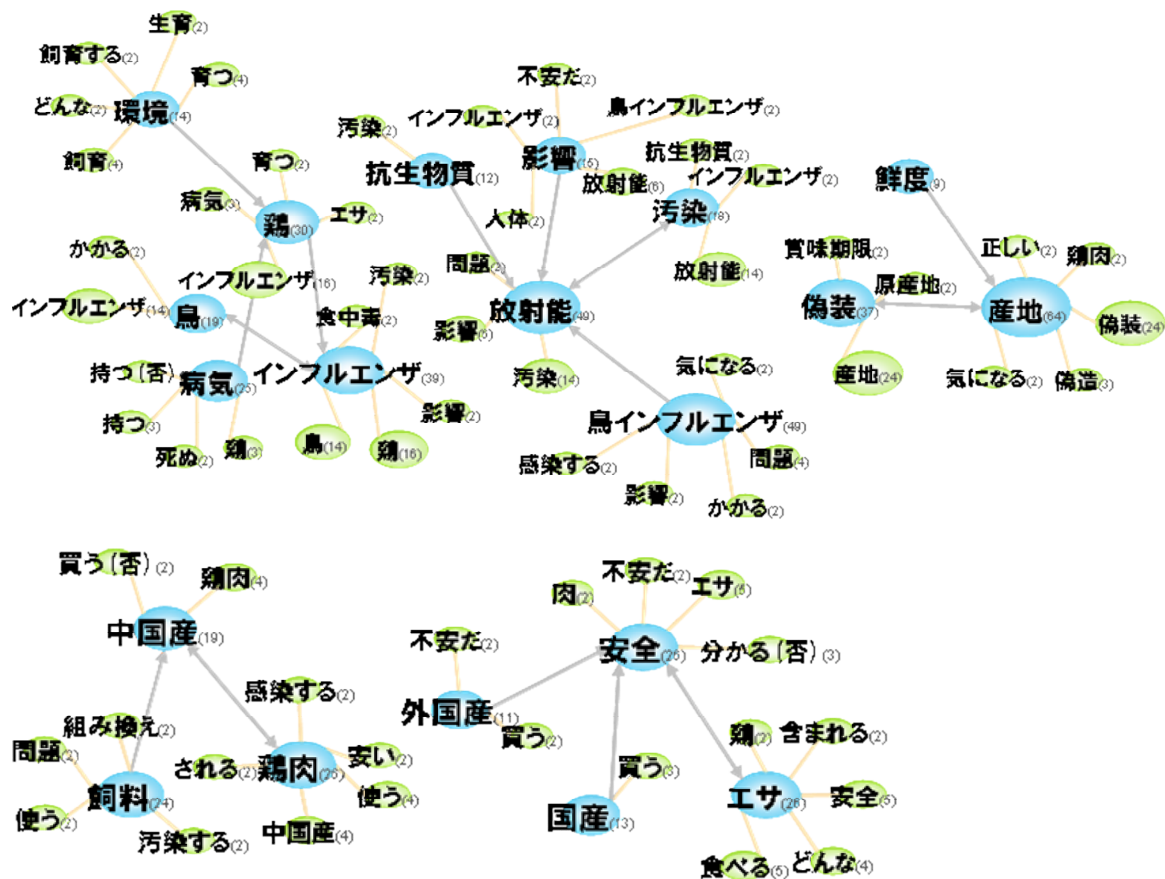 生育(2)
飼育する(2)
育つ(4)
どんな(2)
環境(14)
飼育(4)
育つ(2)
病気(3)
エサ(2)
鶏(30)
かかる(2)
インフルエンザ(16)
インフルエンザ(14)
鳥(19)
汚染(2)
食中毒(2)
持つ(否)(2)
病気(25)
インフルエンザ(39)
持つ(3)
影響(2)
死ぬ(2)
鶏(3)
鳥(14)
鶏(16)
不安だ(2)
インフルエンザ(2)
鳥インフルエンザ(2)
汚染(2)
影響(15)
抗生物質(2)
抗生物質(12)
インフルエンザ(2)
放射能(6)
人体(2)
汚染(18)
問題(2)
放射能(14)
放射能(49)
影響(6)
汚染(14)
気になる(2)
鳥インフルエンザ(49)
感染する(2)
問題(4)
影響(2)
かかる(2)
鮮度(9)
賞味期限(2)
正しい(2)
鶏肉(2)
原産地(2)
偽装(37)
産地(64)
偽装(24)
産地(24)
気になる(2)
偽造(3)
買う(否)(2)
鶏肉(4)
中国産(19)
感染する(2)
組み換え(2)
問題(2)
安い(2)
される(2)
鶏肉(26)
飼料(24)
使う(4)
使う(2)
汚染する(2)
中国産(4)
不安だ(2)
肉(2)
エサ(5)
不安だ(2)
安全(25)
分かる(否)(3)
外国産(11)
買う(2)
買う(3)
国産(13)
鶏(2)
含まれる(2)
エサ(26)
安全(5)
食べる(5)
どんな(4)